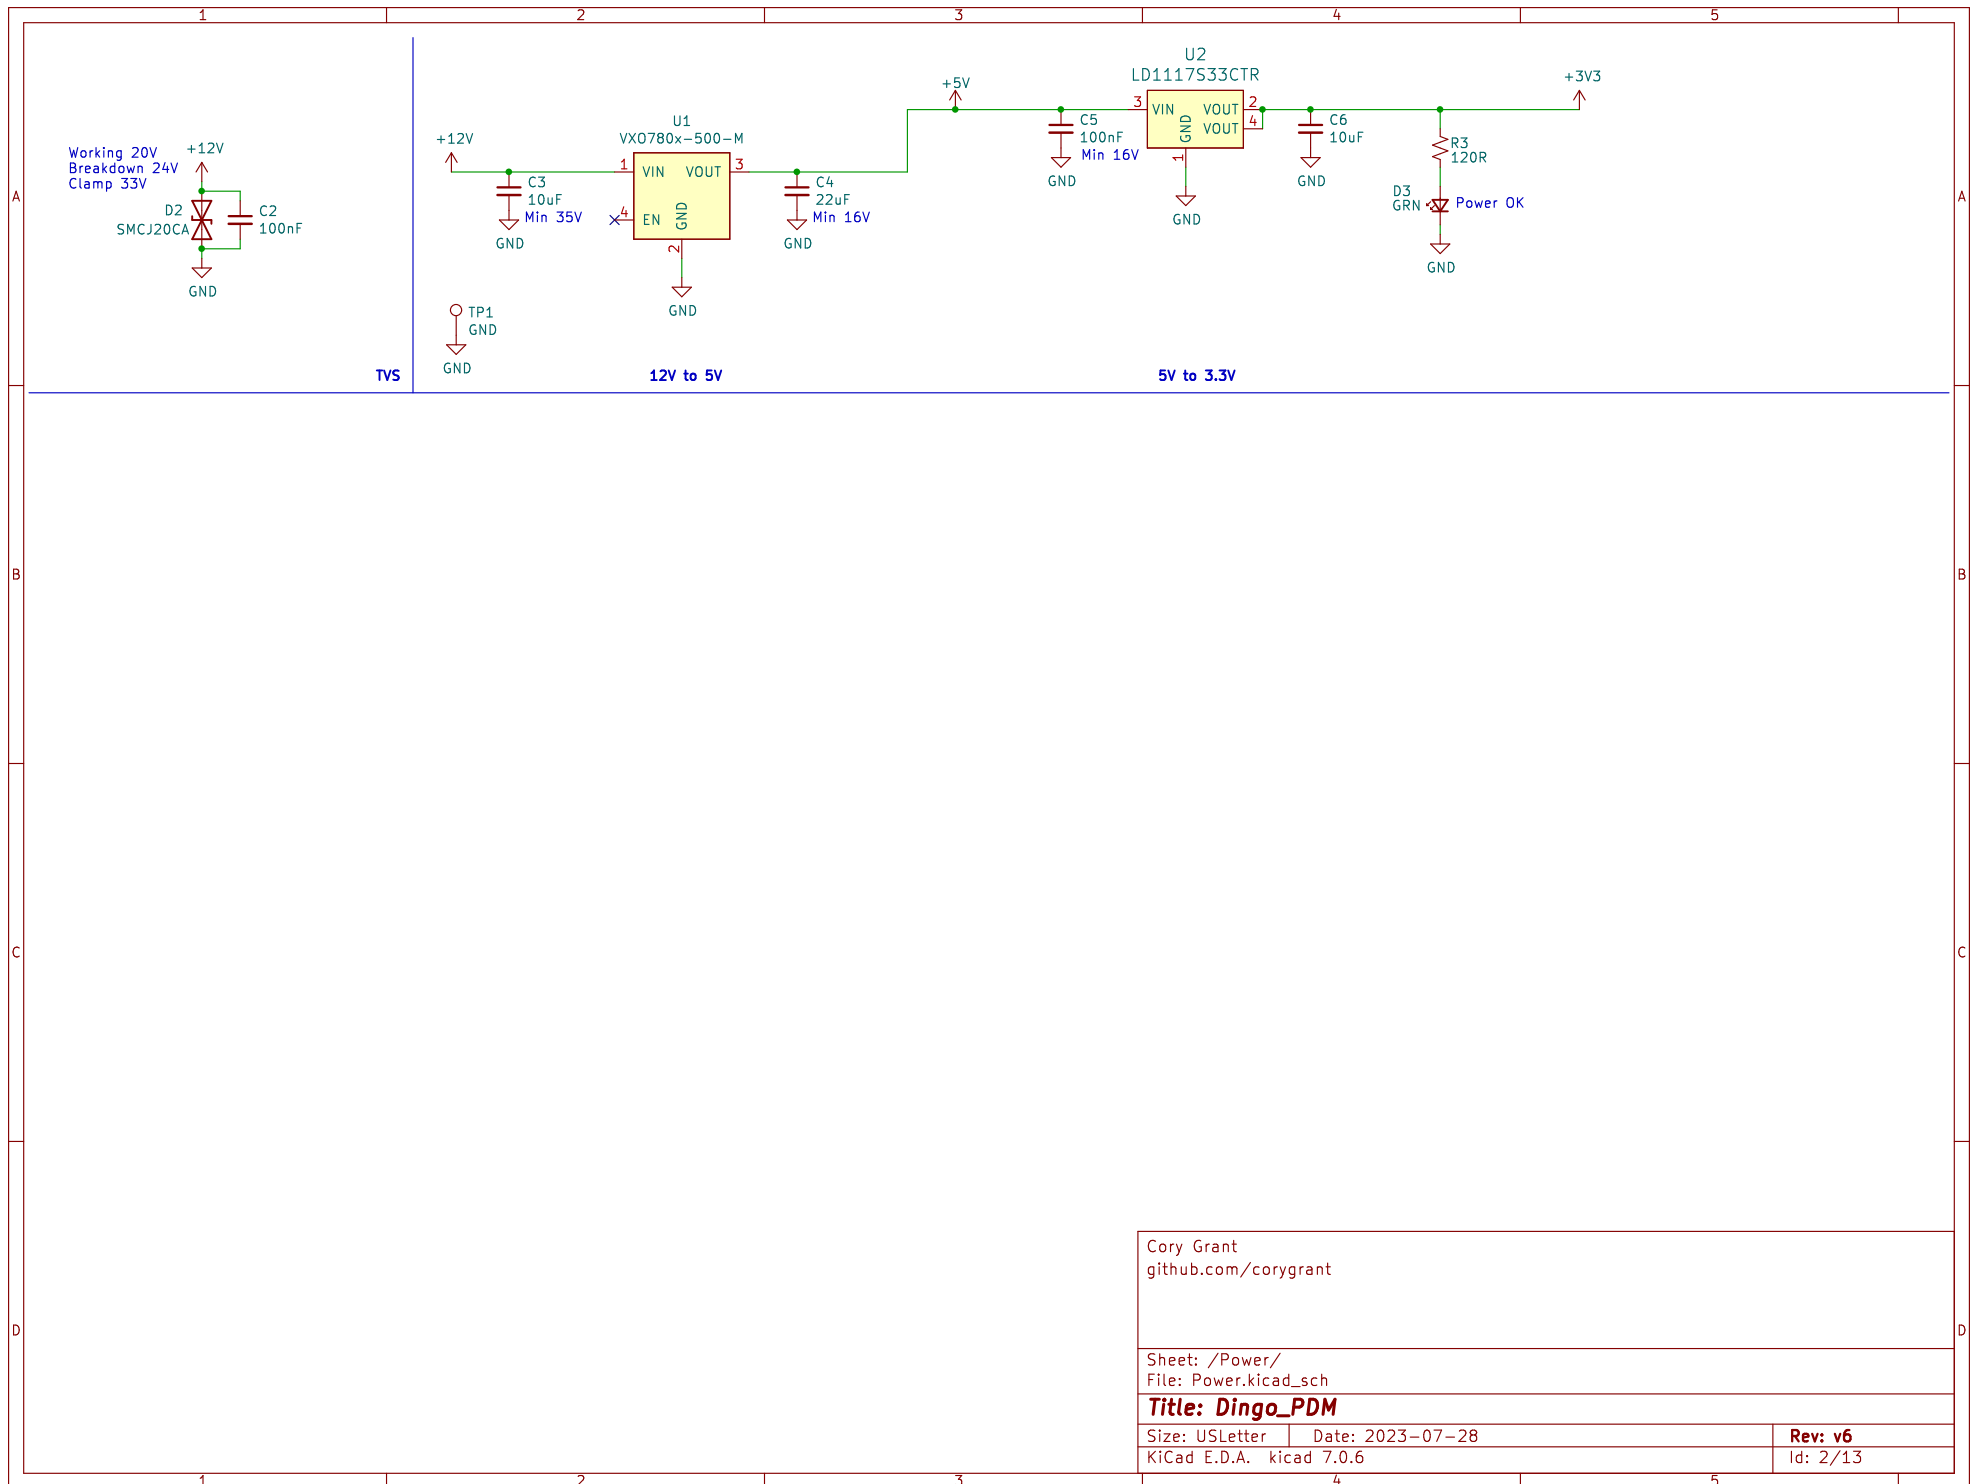 1 2 3 4 5
A
B
C
D
A
B
C
D
1 2 3 4 5
Working 20V
Breakdown 24V
Clamp 33V
+12V
D2
SMCJ20CA
C2
100nF
GND
TVS
+12V
C3
10uF
Min 35V
GND
U1
VXO780x-500-M
1
VIN
VOUT
3
4
EN
GND
2
GND
C4
22uF
Min 16V
GND
TP1
GND
GND
12V to 5V
+5V
C5
100nF
Min 16V
GND
U2
LD1117S33CTR
3
VIN
VOUT
2
VOUT
4
GND
1
GND
C6
10uF
GND
R3
120R
D3
GRN
Power OK
GND
+3V3
5V to 3.3V
Cory Grant
github.com/corygrant
Sheet: /Power/
File: Power.kicad_sch
Title: Dingo_PDM
Size: USLetter Date: 2023-07-28 Rev: v6
KiCad E.D.A. kicad 7.0.6 Id: 2/13